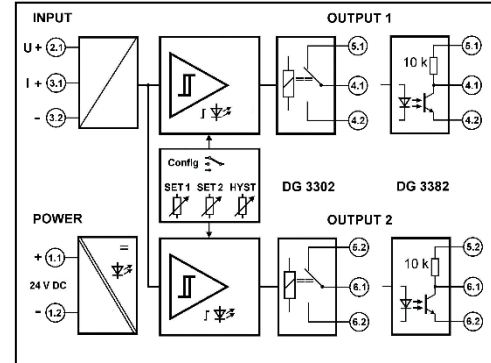 INPUT
OUTPUT 1
U + 2.1
I + 3.1
− 3.2
5.1
4.1
4.2
10 k
5.1
4.1
4.2
Config
SET 1 SET 2 HYST
DG 3302
DG 3382
POWER
OUTPUT 2
+ 1.1
24 V DC
− 1.2
=
5.2
6.1
6.2
10 k
5.2
6.1
6.2